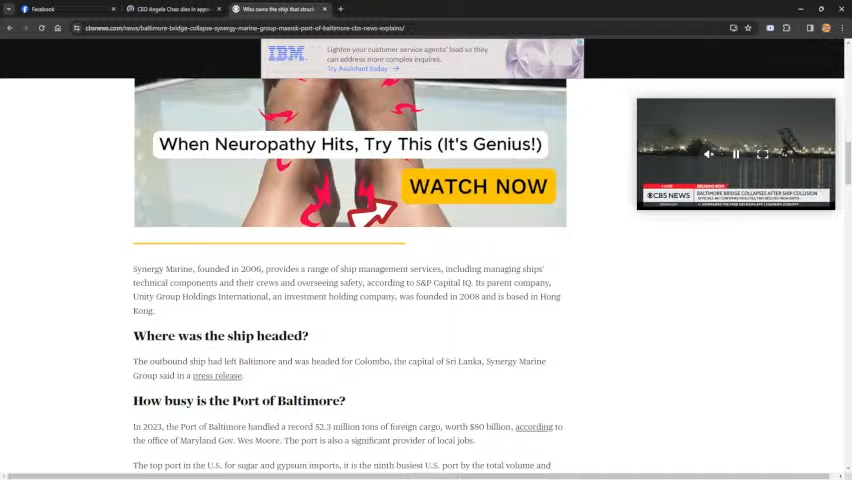 Facebook
CEO Angela Chao dies in appa
Who owns the ship that struc
cbsnews.com/news/baltimore-bridge-collapse-synergy-marine-group-maersk-port-of-baltimore-cbs-news-explains/
IBM
Lighten your customer service agents' load so they
can address more complex inquires.
Try Assistant today →
When Neuropathy Hits, Try This (It's Genius!)
WATCH NOW
BREAKING NEWS
CBS NEWS
BALTIMORE BRIDGE COLLAPSES AFTER SHIP COLLISION
Synergy Marine, founded in 2006, provides a range of ship management services, including managing ships'
technical components and their crews and overseeing safety, according to S&P Capital IQ. Its parent company,
Unity Group Holdings International, an investment holding company, was founded in 2008 and is based in Hong
Kong.
Where was the ship headed?
The outbound ship had left Baltimore and was headed for Colombo, the capital of Sri Lanka, Synergy Marine
Group said in a press release.
How busy is the Port of Baltimore?
In 2023, the Port of Baltimore handled a record 52.3 million tons of foreign cargo, worth $80 billion, according to
the office of Maryland Gov. Wes Moore. The port is also a significant provider of local jobs.
The top port in the U.S. for sugar and gypsum imports, it is the ninth busiest U.S. port by the total volume and